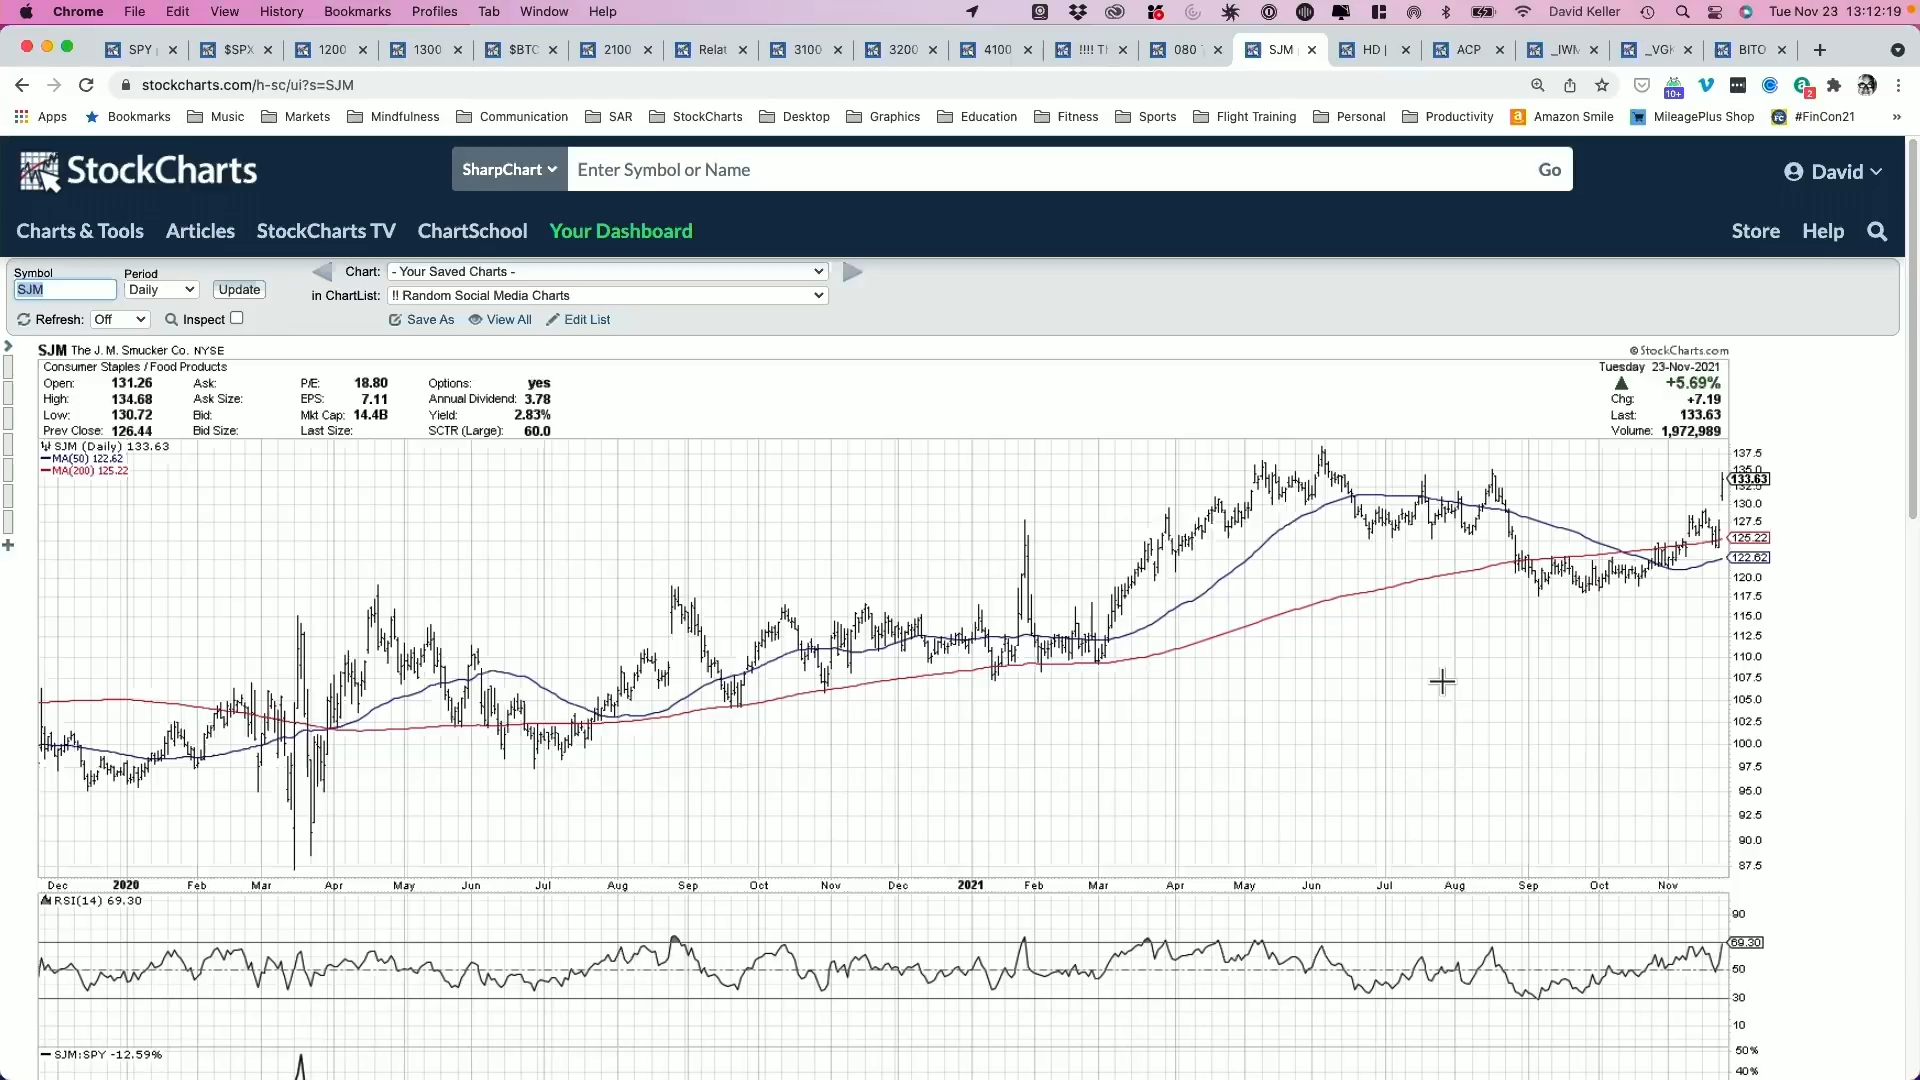 Chrome File Edit View History Bookmarks Profiles Tab Window Help David Keller Tue Nov 23 13:12:19
SPY $SPX 1200 1300 $BTC 2100 Relat 3100 3200 4100 !!!! Tl 080 SJM HD | ACP _IWM _VGK BITO
stockcharts.com/h-sc/ui?s=SJM
10+ 2
Apps Bookmarks Music Markets Mindfulness Communication SAR StockCharts Desktop Graphics Education Fitness Sports Flight Training Personal Productivity Amazon Smile MileagePlus Shop #FinCon21 »
StockCharts SharpChart Enter Symbol or Name Go David
Charts & Tools Articles StockCharts TV ChartSchool Your Dashboard Store Help
Symbol Period Chart: - Your Saved Charts -
SJM Daily Update in ChartList: !! Random Social Media Charts
Refresh: Off Inspect Save As View All Edit List
SJM The J. M. Smucker Co. NYSE © StockCharts.com
Consumer Staples / Food Products Tuesday 23-Nov-2021
Open: 131.26 Ask: P/E: 18.80 Options: yes +5.69%
High: 134.68 Ask Size: EPS: 7.11 Annual Dividend: 3.78 Chg: +7.19
Low: 130.72 Bid: Mkt Cap: 14.4B Yield: 2.83% Last: 133.63
Prev Close: 126.44 Bid Size: Last Size: SCTR (Large): 60.0 Volume: 1,972,989
SJM (Daily) 133.63
MA(50) 122.62
MA(200) 125.22
137.5
135.0
133.63
132.5
130.0
127.5
125.22
122.62
120.0
117.5
115.0
112.5
110.0
107.5
105.0
102.5
100.0
97.5
95.0
92.5
90.0
87.5
Dec 2020 Feb Mar Apr May Jun Jul Aug Sep Oct Nov Dec 2021 Feb Mar Apr May Jun Jul Aug Sep Oct Nov
RSI(14) 69.30
90
69.30
50
30
10
SJM:SPY -12.59%
50%
40%